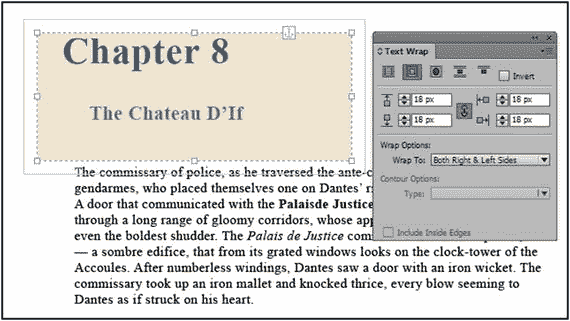 Chapter 8
The Chateau D'If
Text Wrap
Invert
18 px
18 px
18 px
18 px
Wrap Options:
Wrap To: Both Right & Left Sides
Contour Options:
Type:
Include Inside Edges
The commissary of police, as he traversed the ante-c
gendarmes, who placed themselves one on Dantes' r
A door that communicated with the Palaisde Justice
through a long range of gloomy corridors, whose app
even the boldest shudder. The Palais de Justice com
— a sombre edifice, that from its grated windows looks on the clock-tower of the
Accoules. After numberless windings, Dantes saw a door with an iron wicket. The
commissary took up an iron mallet and knocked thrice, every blow seeming to
Dantes as if struck on his heart.